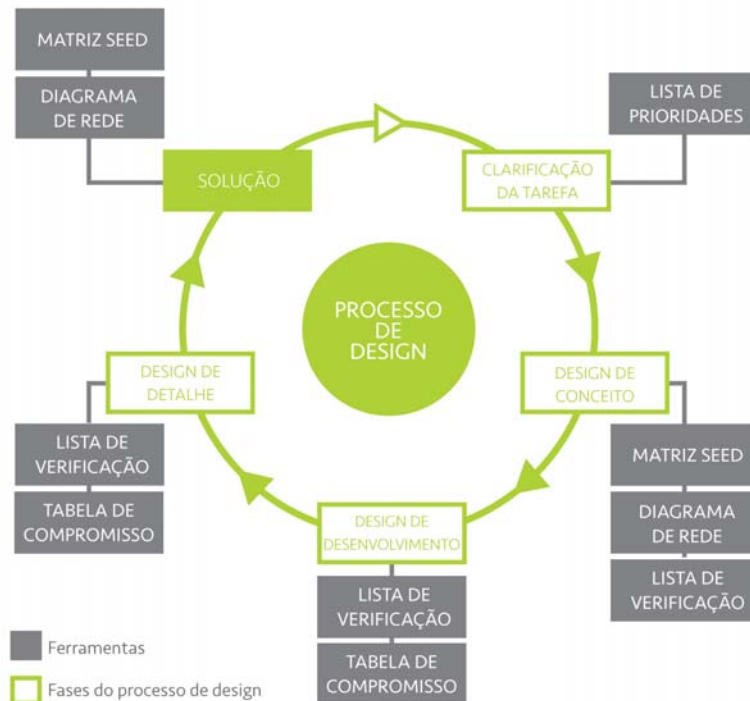 MATRIZ SEED
DIAGRAMA
DE REDE
SOLUÇÃO
LISTA DE
PRIORIDADES
CLARIFICAÇÃO
DA TAREFA
PROCESSO
DE
DESIGN
DESIGN DE
DETALHE
DESIGN DE
CONCEITO
LISTA DE
VERIFICAÇÃO
TABELA DE
COMPROMISSO
MATRIZ SEED
DIAGRAMA
DE REDE
LISTA DE
VERIFICAÇÃO
DESIGN DE
DESENVOLVIMENTO
LISTA DE
VERIFICAÇÃO
TABELA DE
COMPROMISSO
Ferramentas
Fases do processo de design